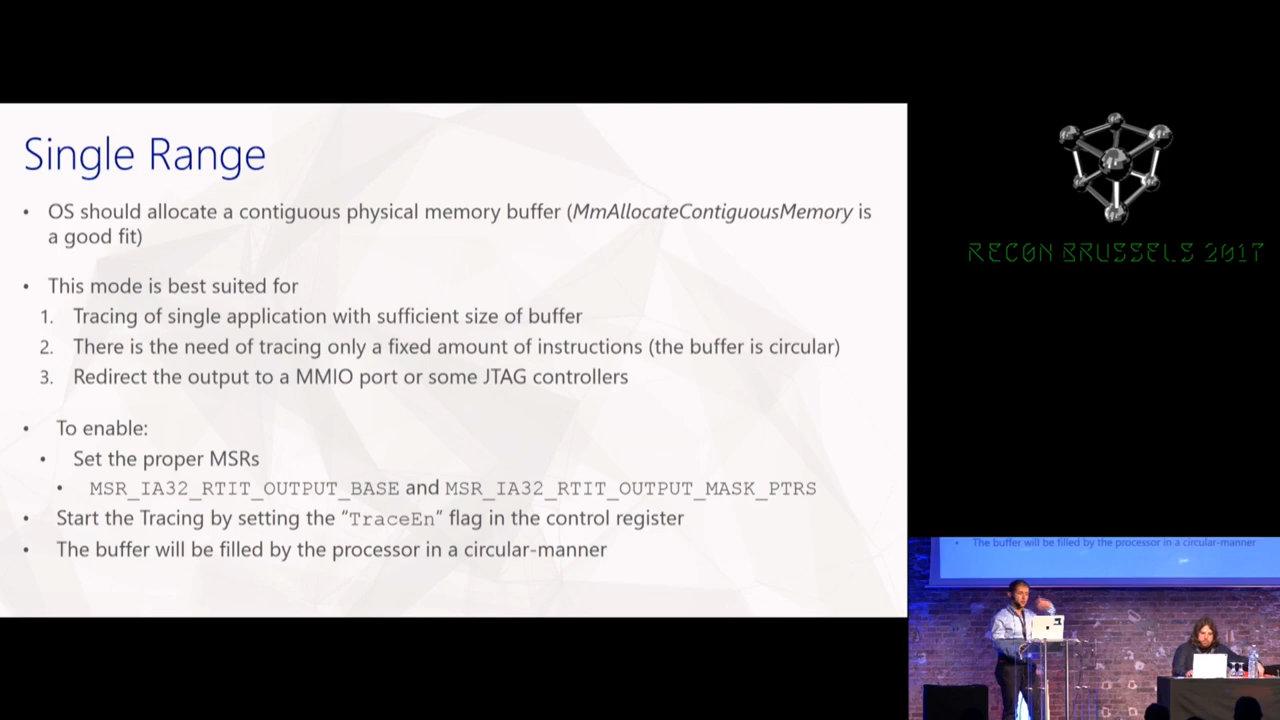 Single Range
• OS should allocate a contiguous physical memory buffer (MmAllocateContiguousMemory is
a good fit)
• This mode is best suited for
1. Tracing of single application with sufficient size of buffer
2. There is the need of tracing only a fixed amount of instructions (the buffer is circular)
3. Redirect the output to a MMIO port or some JTAG controllers
• To enable:
• Set the proper MSRs
• MSR_IA32_RTIT_OUTPUT_BASE and MSR_IA32_RTIT_OUTPUT_MASK_PTRS
• Start the Tracing by setting the “TraceEn” flag in the control register
• The buffer will be filled by the processor in a circular-manner
RECON BRUSSELS 2017
• The buffer will be filled by the processor in a circular-manner